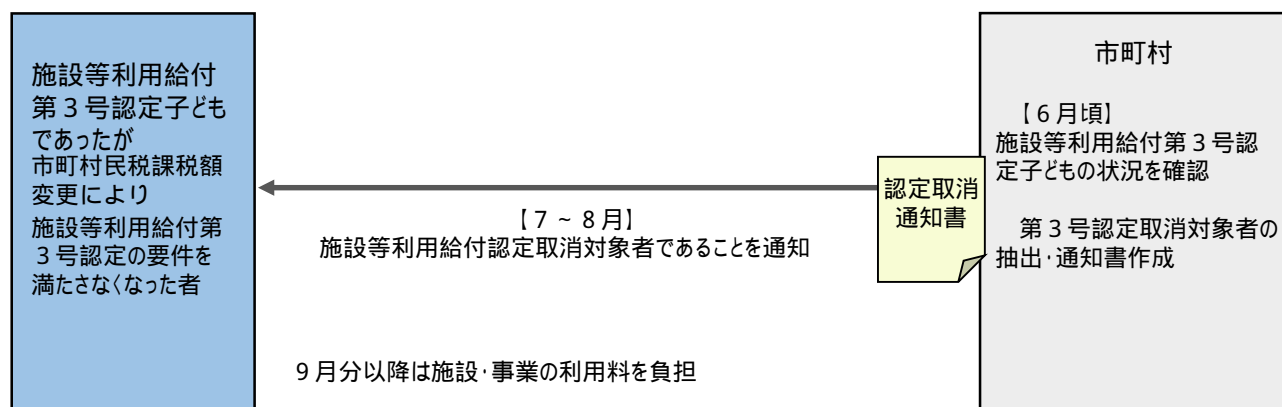 施設等利用給付
第３号認定子ども
であったが
市町村民税課税額
変更により
施設等利用給付第
３号認定の要件を
満たさなくなった者
【７～８月】
施設等利用給付認定取消対象者であることを通知
９月分以降は施設・事業の利用料を負担
認定取消
通知書
市町村
【６月頃】
施設等利用給付第３号認
定子どもの状況を確認
第３号認定取消対象者の
抽出・通知書作成